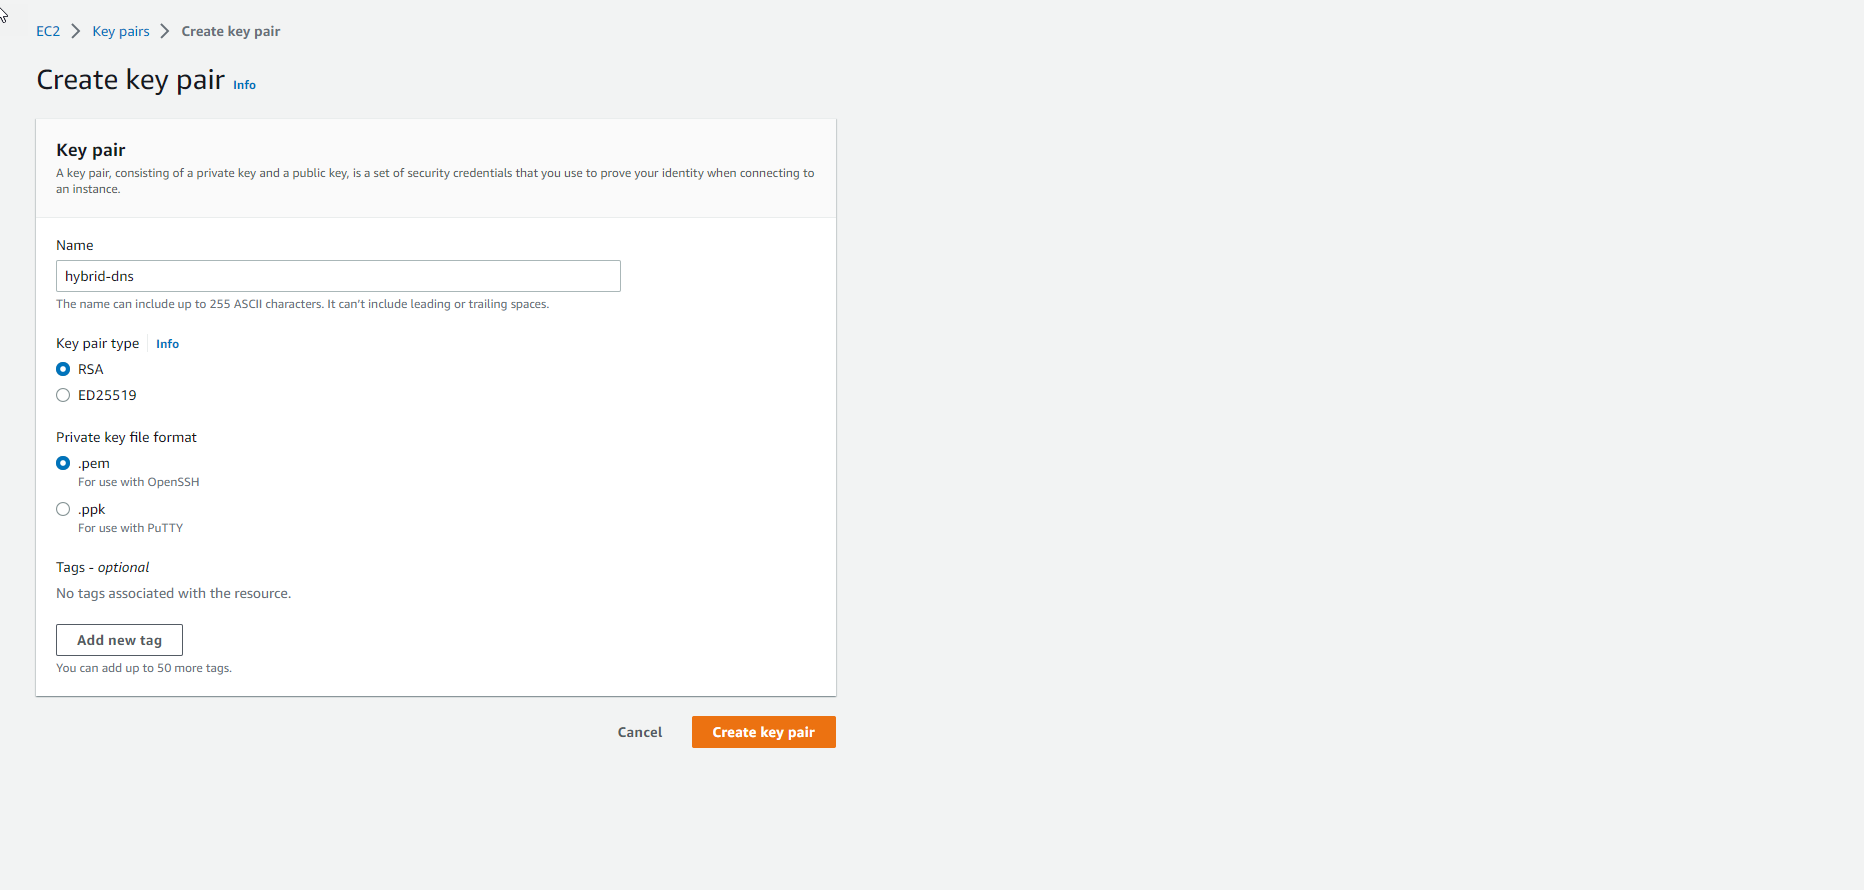 EC2 Key pairs Create key pair
Create key pair Info
Key pair
A key pair, consisting of a private key and a public key, is a set of security credentials that you use to prove your identity when connecting to
an instance.
Name
hybrid-dns
The name can include up to 255 ASCII characters. It can't include leading or trailing spaces.
Key pair type Info
RSA
ED25519
Private key file format
.pem
For use with OpenSSH
.ppk
For use with PuTTY
Tags - optional
No tags associated with the resource.
Add new tag
You can add up to 50 more tags.
Cancel Create key pair